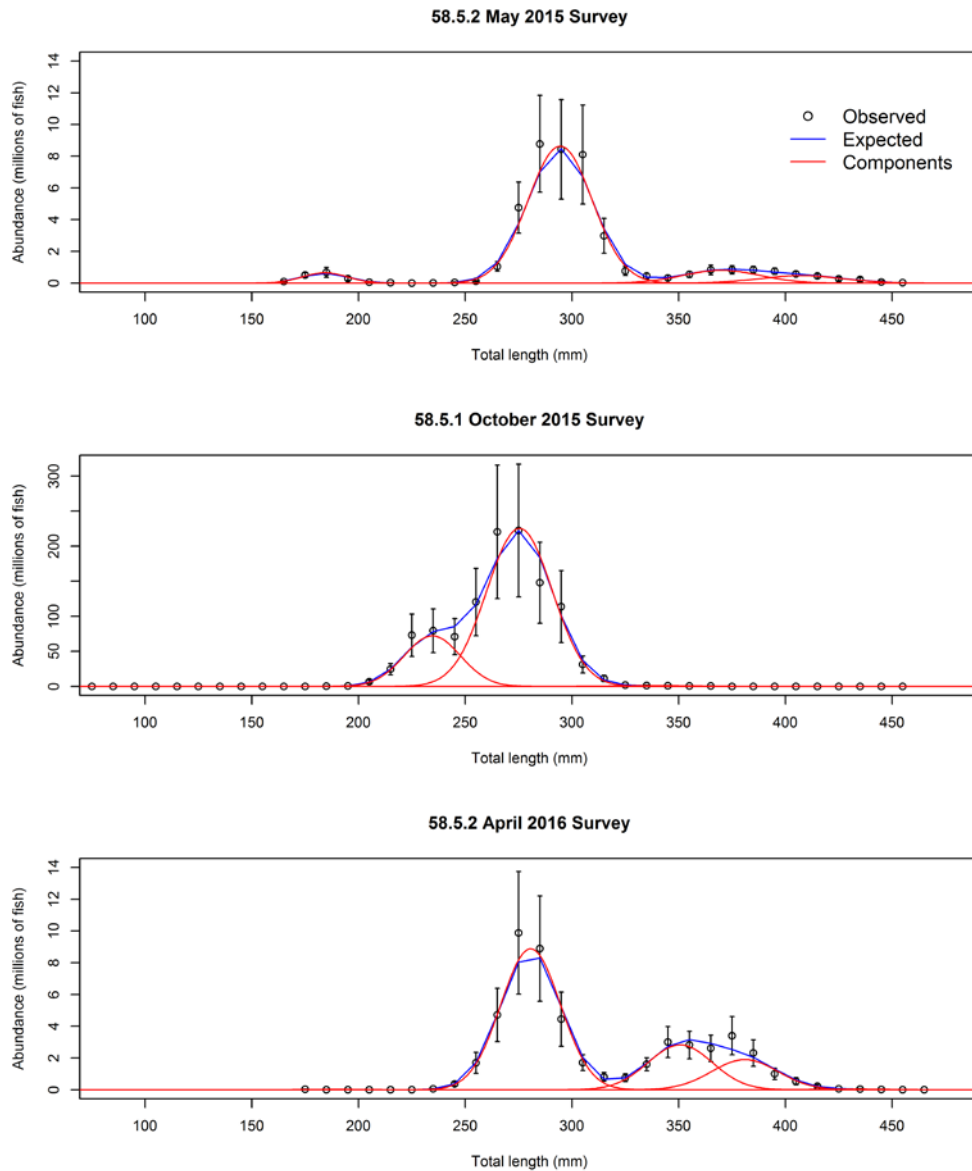 58.5.2 May 2015 Survey
Abundance (millions of fish)
14
12
10
8
6
4
2
0
Observed
Expected
Components
100 150 200 250 300 350 400 450
Total length (mm)
58.5.1 October 2015 Survey
Abundance (millions of fish)
300
200
100
50
0
100 150 200 250 300 350 400 450
Total length (mm)
58.5.2 April 2016 Survey
Abundance (millions of fish)
14
12
10
8
6
4
2
0
100 150 200 250 300 350 400 450
Total length (mm)